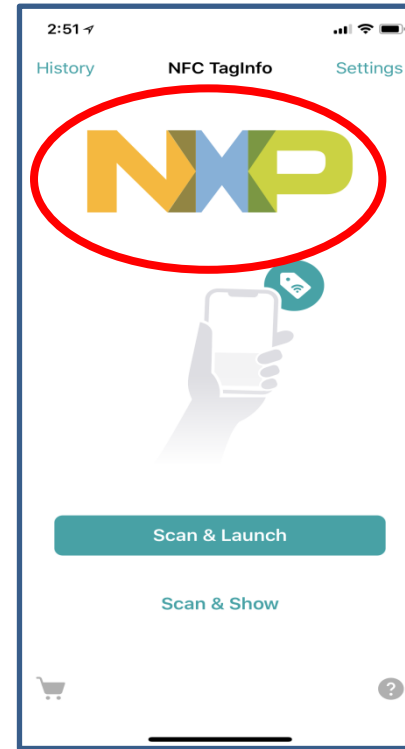 2:51
History NFC TagInfo Settings
NXP
Scan & Launch
Scan & Show
?